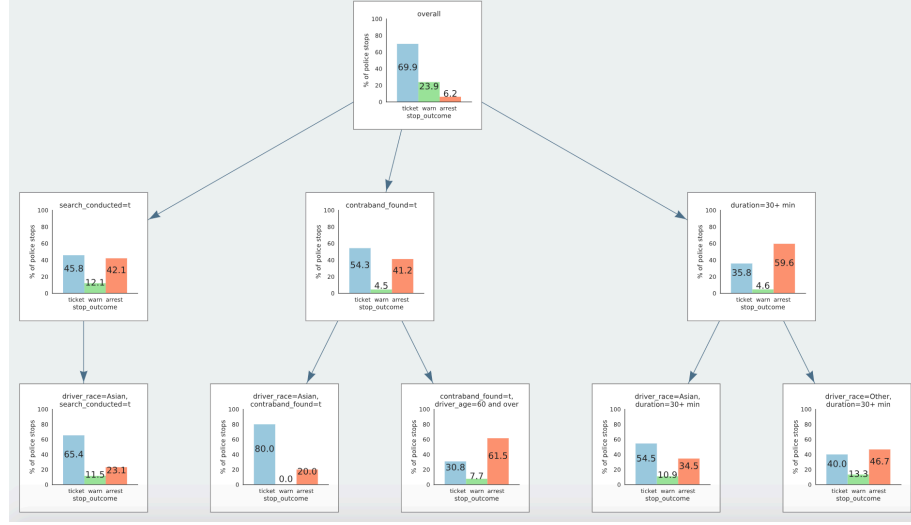 overall
% of police stops
100
80
60
40
20
0
69.9
23.9
6.2
ticket warn arrest
stop_outcome
search_conducted=t
% of police stops
100
80
60
40
20
0
45.8
12.1
42.1
ticket warn arrest
stop_outcome
contraband_found=t
% of police stops
100
80
60
40
20
0
54.3
4.5
41.2
ticket warn arrest
stop_outcome
duration=30+ min
% of police stops
100
80
60
40
20
0
35.8
4.6
59.6
ticket warn arrest
stop_outcome
driver_race=Asian,
search_conducted=t
% of police stops
100
80
60
40
20
0
65.4
11.5
23.1
ticket warn arrest
stop_outcome
driver_race=Asian,
contraband_found=t
% of police stops
100
80
60
40
20
0
80.0
0.0
20.0
ticket warn arrest
stop_outcome
contraband_found=t,
driver_age=60 and over
% of police stops
100
80
60
40
20
0
30.8
7.7
61.5
ticket warn arrest
stop_outcome
driver_race=Asian,
duration=30+ min
% of police stops
100
80
60
40
20
0
54.5
10.9
34.5
ticket warn arrest
stop_outcome
driver_race=Other,
duration=30+ min
% of police stops
100
80
60
40
20
0
40.0
13.3
46.7
ticket warn arrest
stop_outcome